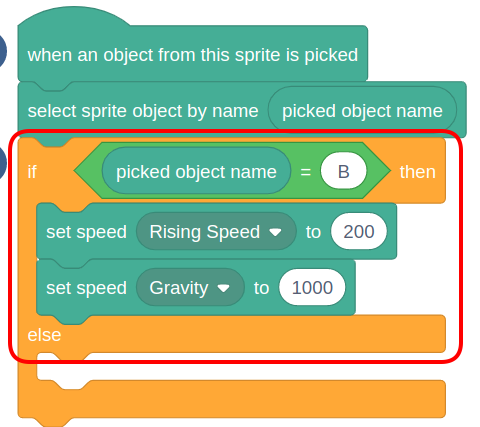 when an object from this sprite is picked
select sprite object by name picked object name
if picked object name = B then
set speed Rising Speed to 200
set speed Gravity to 1000
else